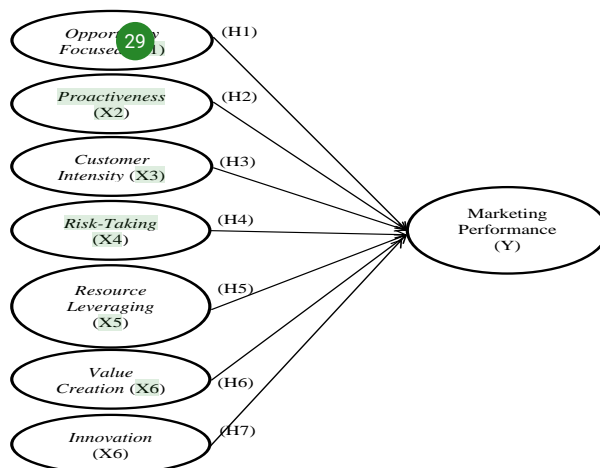 (H1)
29
Proactiveness
(X2)
(H2)
Customer
Intensity (X3)
(H3)
Risk-Taking
(X4)
(H4)
Marketing
Performance
(Y)
Resource
Leveraging
(X5)
(H5)
Value
Creation (X6)
(H6)
Innovation
(X6)
(H7)